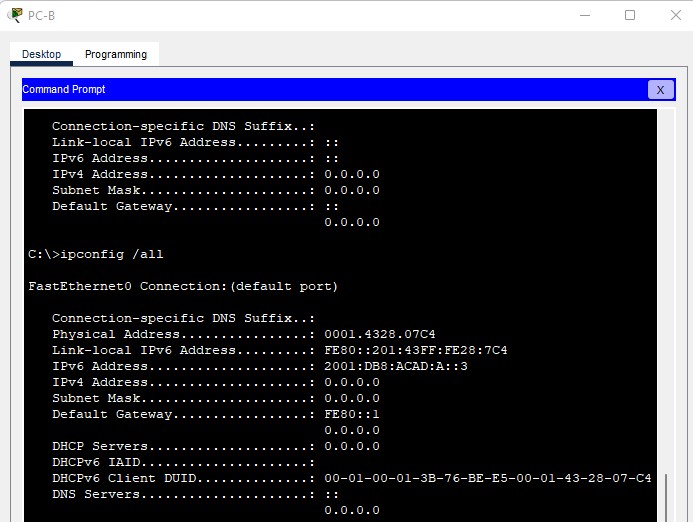 PC-B
Desktop Programming
Command Prompt X
Connection-specific DNS Suffix..:
Link-local IPv6 Address.........: ::
IPv6 Address....................: ::
IPv4 Address....................: 0.0.0.0
Subnet Mask.....................: 0.0.0.0
Default Gateway.................: ::
0.0.0.0
C:\>ipconfig /all
FastEthernet0 Connection:(default port)
Connection-specific DNS Suffix..:
Physical Address................: 0001.4328.07C4
Link-local IPv6 Address.........: FE80::201:43FF:FE28:7C4
IPv6 Address....................: 2001:DB8:ACAD:A::3
IPv4 Address....................: 0.0.0.0
Subnet Mask.....................: 0.0.0.0
Default Gateway.................: FE80::1
0.0.0.0
DHCP Servers....................: 0.0.0.0
DHCPv6 IAID.....................:
DHCPv6 Client DUID..............: 00-01-00-01-3B-76-BE-E5-00-01-43-28-07-C4
DNS Servers.....................: ::
0.0.0.0